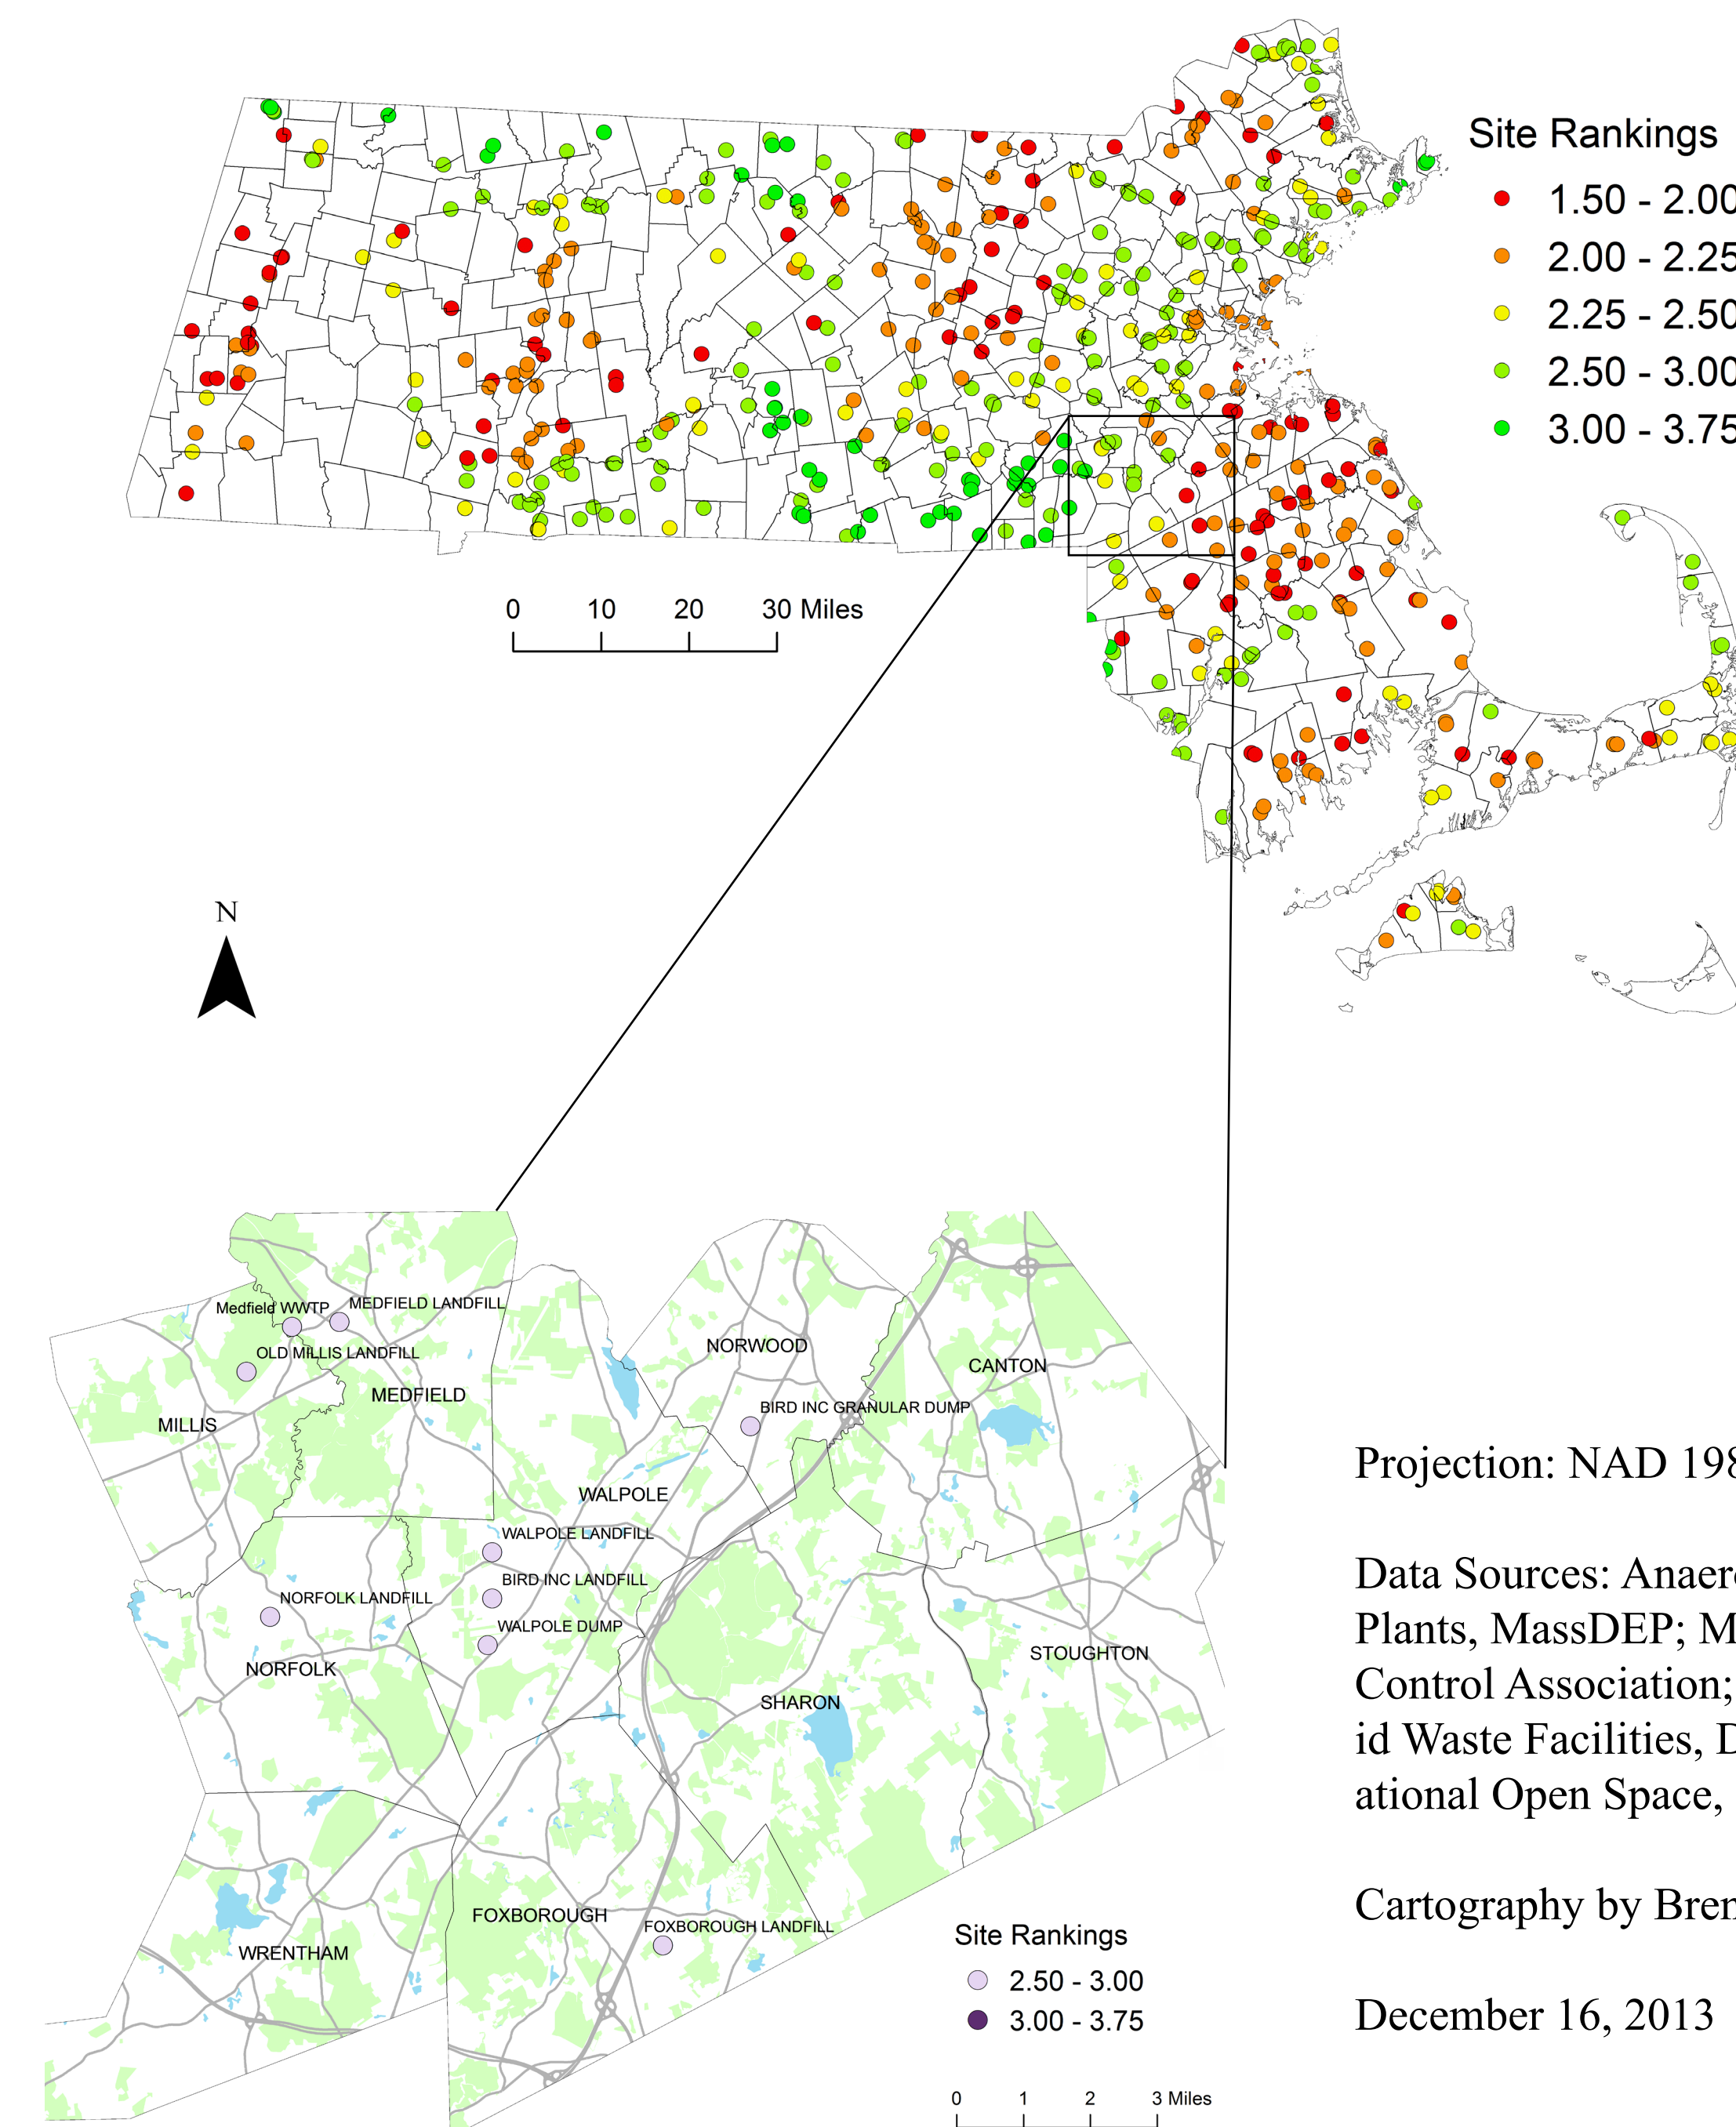 Site Rankings
1.50 - 2.00
2.00 - 2.25
2.25 - 2.50
2.50 - 3.00
3.00 - 3.75
0 10 20 30 Miles
N
Medfield WWTP
MEDFIELD LANDFILL
OLD MILLIS LANDFILL
NORWOOD
CANTON
MEDFIELD
BIRD INC GRANULAR DUMP
MILLIS
WALPOLE
WALPOLE LANDFILL
BIRD INC LANDFILL
NORFOLK LANDFILL
WALPOLE DUMP
STOUGHTON
NORFOLK
SHARON
FOXBOROUGH
FOXBOROUGH LANDFILL
WRENTHAM
Site Rankings
2.50 - 3.00
3.00 - 3.75
0 1 2 3 Miles
Projection: NAD 198
Data Sources:
Plants, MassDEP;
Control Association;
id Waste Facilities,
ational Open Space,
Cartography by Bren
December 16, 2013